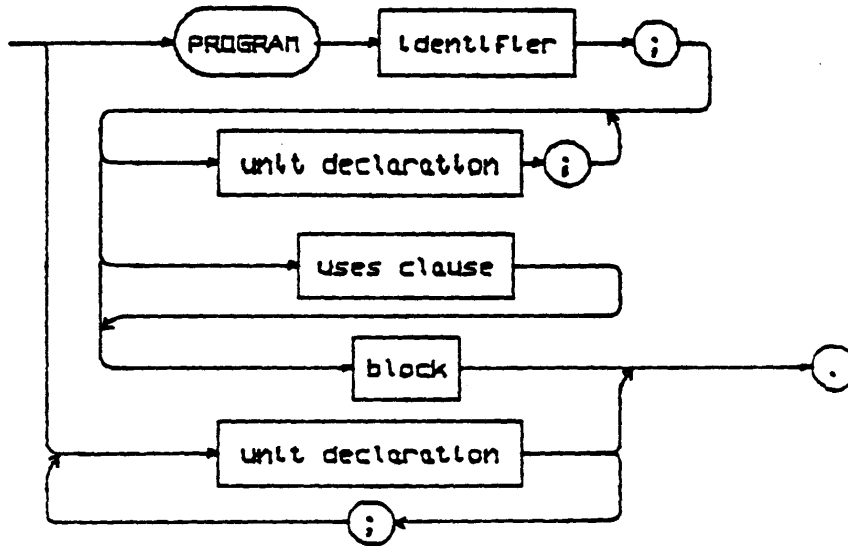 PROGRAM identifier ;
unit declaration ;
uses clause
block .
unit declaration
;